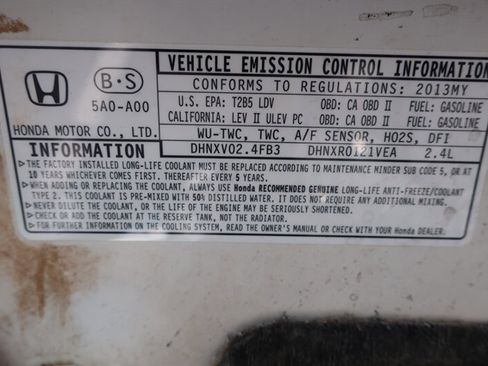 VEHICLE EMISSION CONTROL INFORMATION
B·S
CONFORMS TO REGULATIONS: 2013MY
5A0-A00
U.S. EPA: T2B5 LDV OBD: CA OBD II FUEL: GASOLINE
CALIFORNIA: LEV II ULEV PC OBD: CA OBD II FUEL: GASOLINE
HONDA MOTOR CO., LTD.
WU-TWC, TWC, A/F SENSOR, HO2S, DFI
INFORMATION
DHNXV02.4FB3 DHNXR0121VEA 2.4L
▷THE FACTORY INSTALLED LONG-LIFE COOLANT MUST BE REPLACED ACCORDING TO MAINTENANCE MINDER SUB CODE 5, OR AT
10 YEARS WHICHEVER COMES FIRST. THEREAFTER EVERY 5 YEARS.
▷WHEN ADDING OR REPLACING THE COOLANT, ALWAYS USE Honda RECOMMENDED GENUINE LONG-LIFE ANTI-FREEZE/COOLANT
TYPE 2. THIS COOLANT IS PRE-MIXED WITH 50% DISTILLED WATER. IT DOES NOT REQUIRE ANY ADDITIONAL MIXING.
▷NEVER DILUTE THE COOLANT, OR THE LIFE OF THE ENGINE MAY BE SERIOUSLY SHORTENED.
▷CHECK OR ADD THE COOLANT AT THE RESERVE TANK, NOT THE RADIATOR.
▷FOR FURTHER INFORMATION ON THE COOLING SYSTEM, READ THE OWNER'S MANUAL OR CHECK WITH YOUR Honda DEALER.